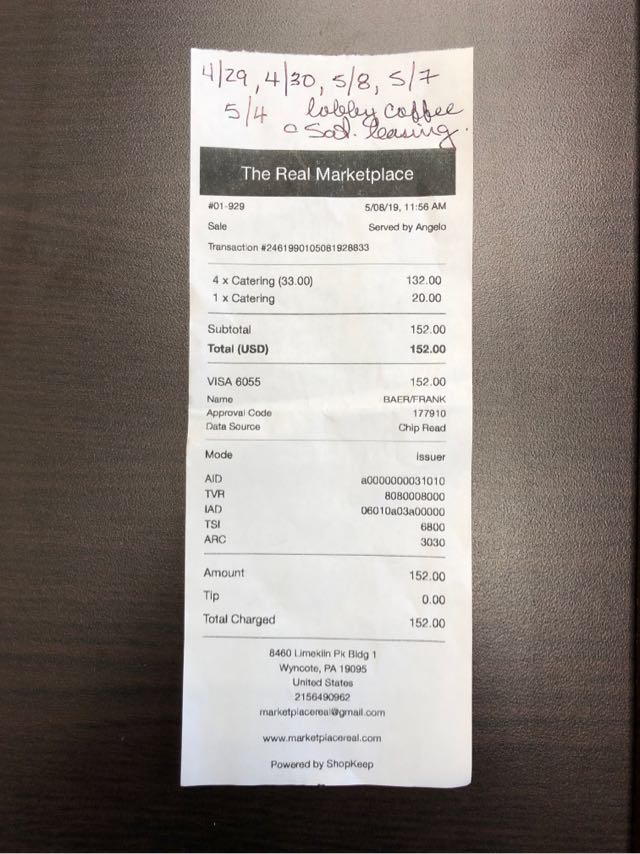 4/29, 4/30, 5/8, 5/7
5/4 lobby coffee
Sat. leasing.
The Real Marketplace
#01-929 5/08/19, 11:56 AM
Sale Served by Angelo
Transaction #2461990105081928833
4 x Catering (33.00) 132.00
1 x Catering 20.00
Subtotal 152.00
Total (USD) 152.00
VISA 6055 152.00
Name BAER/FRANK
Approval Code 177910
Data Source Chip Read
Mode Issuer
AID a0000000031010
TVR 8080008000
IAD 06010a03a00000
TSI 6800
ARC 3030
Amount 152.00
Tip 0.00
Total Charged 152.00
8460 Limekiln Pk Bldg 1
Wyncote, PA 19095
United States
2156490962
marketplacereal@gmail.com
www.marketplacereal.com
Powered by ShopKeep